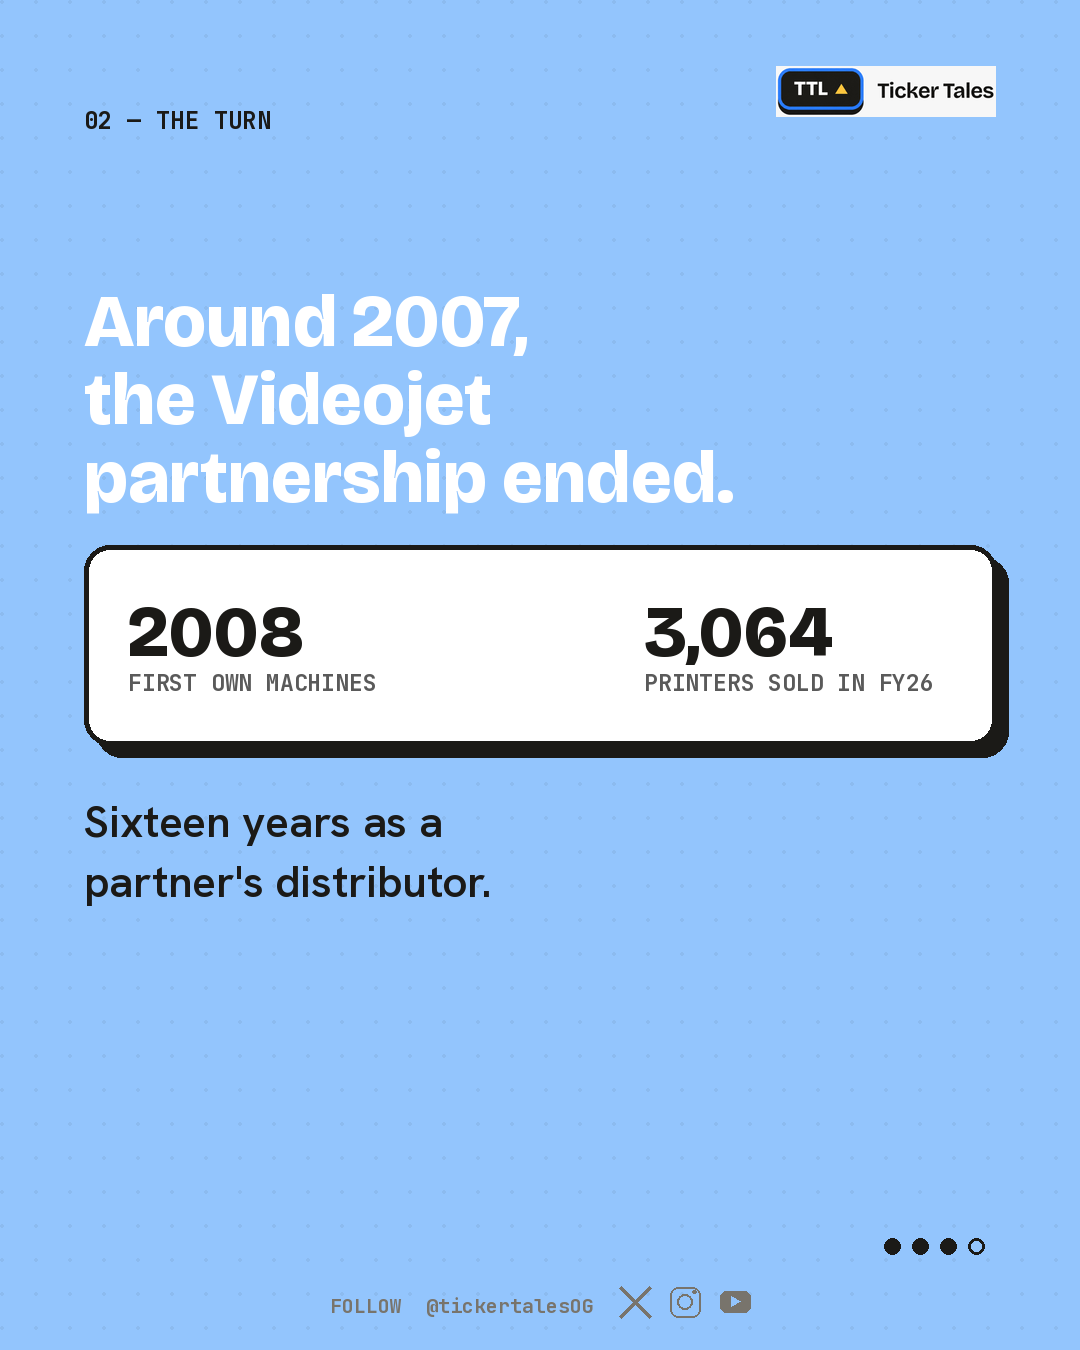 02 — THE TURN
TTL Ticker Tales
Around 2007,
the Videojet
partnership ended.
2008
FIRST OWN MACHINES
3,064
PRINTERS SOLD IN FY26
Sixteen years as a
partner's distributor.
FOLLOW @tickertalesOG